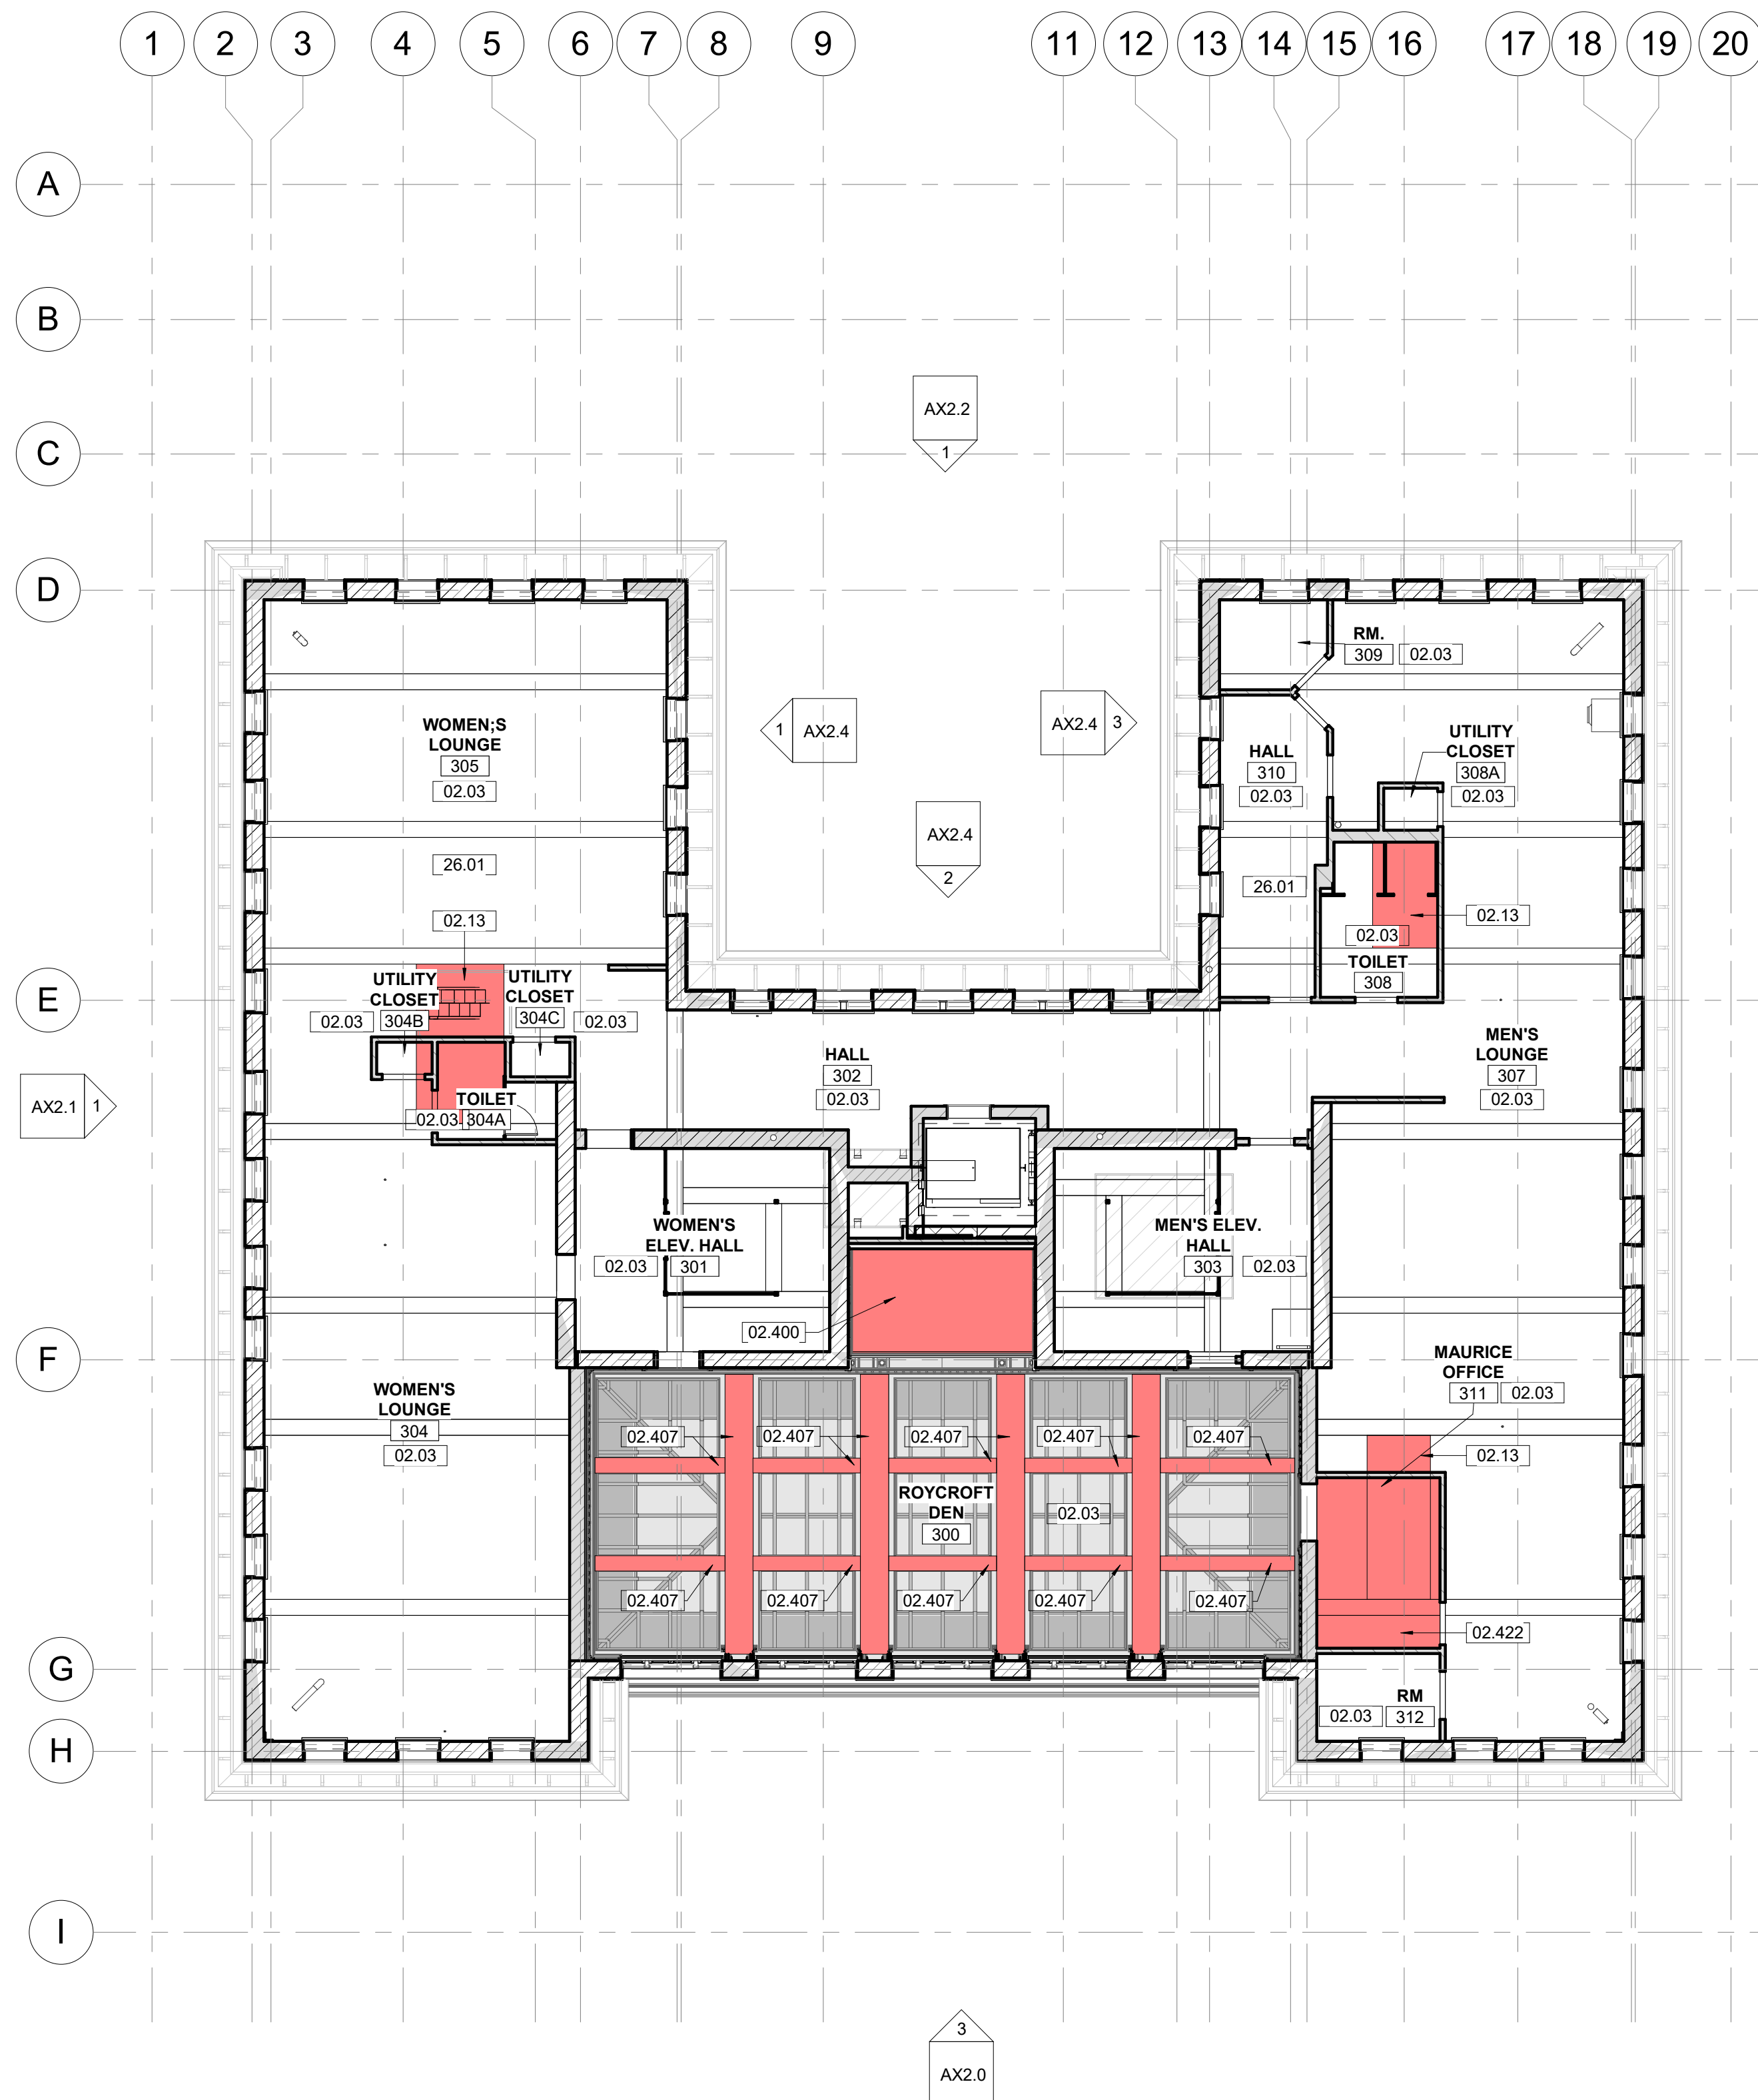 1 2 3 4 5 6 7 8 9 11 12 13 14 15 16 17 18 19 20
A
B
AX2.2
1
C
D
RM.
309 02.03
WOMEN;S
LOUNGE
305
02.03
1 AX2.4
AX2.4 3
HALL
310
02.03
UTILITY
CLOSET
308A
02.03
AX2.4
2
26.01
26.01
02.13
02.13
02.03
TOILET
308
UTILITY
CLOSET
304B
02.03
UTILITY
CLOSET
304C
02.03
E
HALL
302
02.03
MEN'S
LOUNGE
307
02.03
AX2.1 1
TOILET
02.03 304A
WOMEN'S
ELEV. HALL
02.03 301
MEN'S ELEV.
HALL
303 02.03
02.400
F
MAURICE
OFFICE
311 02.03
WOMEN'S
LOUNGE
304
02.03
02.407 02.407 02.407 02.407 02.407
02.13
ROYCROFT
DEN
300
02.03
02.407 02.407 02.407 02.407 02.407
02.422
G
RM
02.03 312
H
I
3
AX2.0